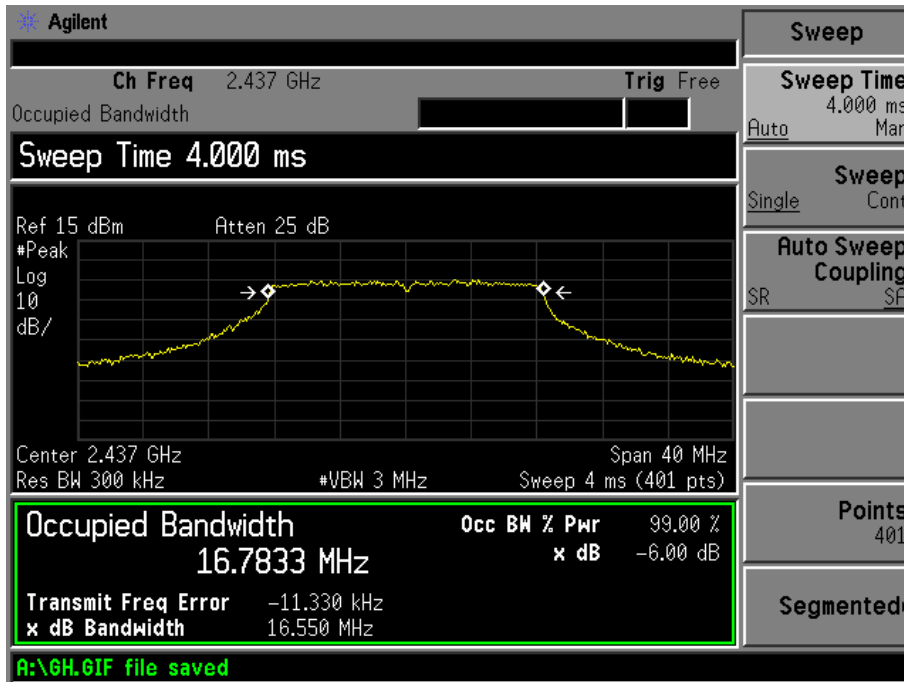 Agilent
Ch Freq 2.437 GHz Trig Free
Occupied Bandwidth
Sweep Time 4.000 ms
Ref 15 dBm Atten 25 dB
#Peak
Log
10
dB/
Center 2.437 GHz Span 40 MHz
Res BW 300 kHz #VBW 3 MHz Sweep 4 ms (401 pts)
Occupied Bandwidth
16.7833 MHz
Occ BW % Pwr 99.00 %
x dB -6.00 dB
Transmit Freq Error -11.330 kHz
x dB Bandwidth 16.550 MHz
A:\GH.GIF file saved
Sweep
Sweep Time
4.000 ms
Auto Man
Sweep
Single Cont
Auto Sweep
Coupling
SR SA
Points
401
Segmented